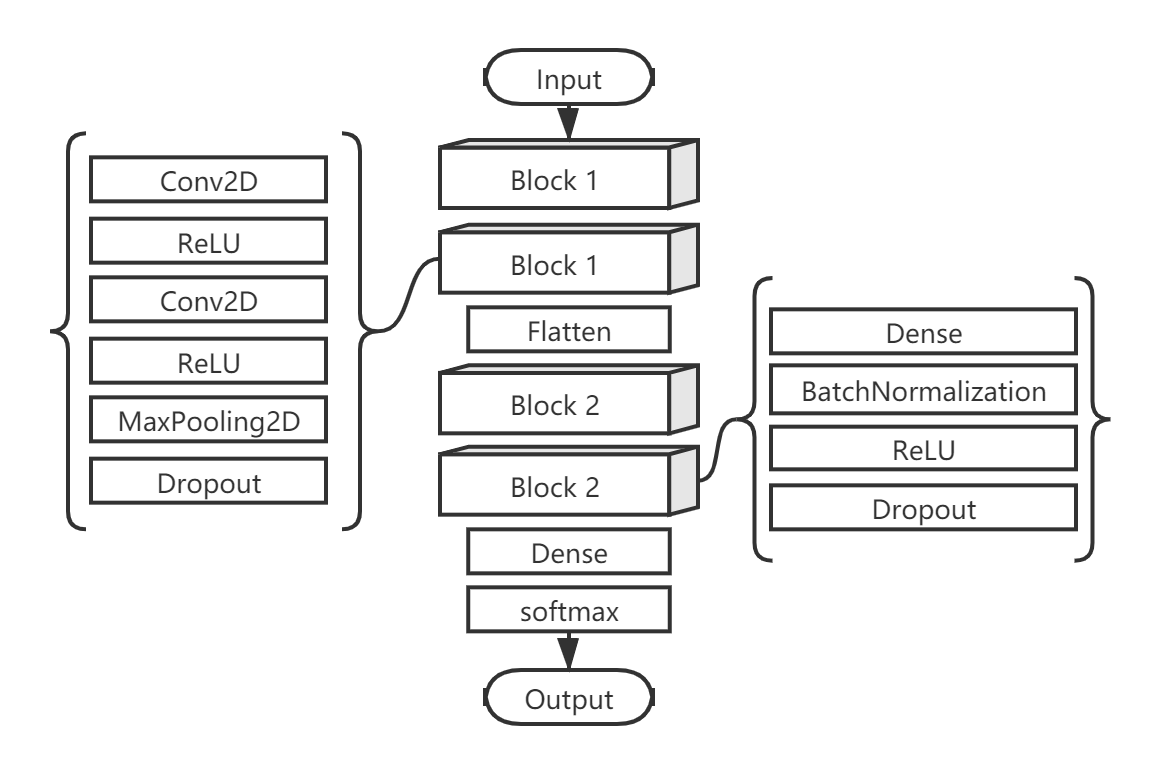 Input
Block 1
Block 1
Flatten
Block 2
Block 2
Dense
softmax
Output
Conv2D
ReLU
Conv2D
ReLU
MaxPooling2D
Dropout
Dense
BatchNormalization
ReLU
Dropout